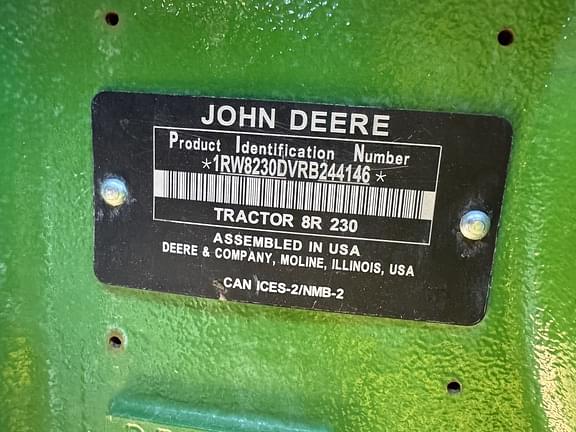 JOHN DEERE
Product Identification Number
*1RW8230DVRB244146*
TRACTOR 8R 230
ASSEMBLED IN USA
DEERE & COMPANY, MOLINE, ILLINOIS, USA
CAN ICES-2/NMB-2